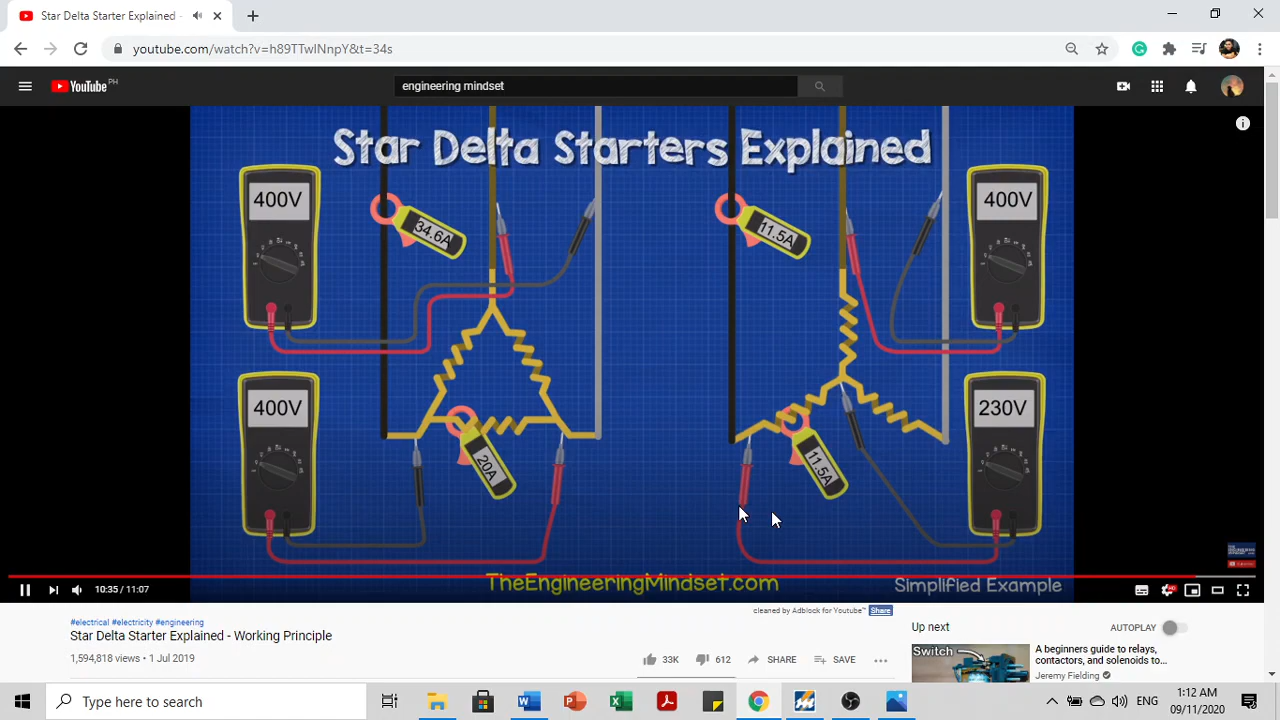 Star Delta Starter Explained -
youtube.com/watch?v=h89TTwlNnpY&t=34s
YouTube PH
engineering mindset
Star Delta Starters Explained
400V
34.6A
11.5A
400V
400V
20A
11.5A
230V
TheEngineeringMindset.com
Simplified Example
10:35 / 11:07
cleaned by Adblock for Youtube™ Share
#electrical #electricity #engineering
Star Delta Starter Explained - Working Principle
1,594,818 views • 1 Jul 2019
33K
612
SHARE
SAVE
Up next
AUTOPLAY
Switch
A beginners guide to relays,
contactors, and solenoids to...
Jeremy Fielding
Type here to search
ENG
1:12 AM
09/11/2020